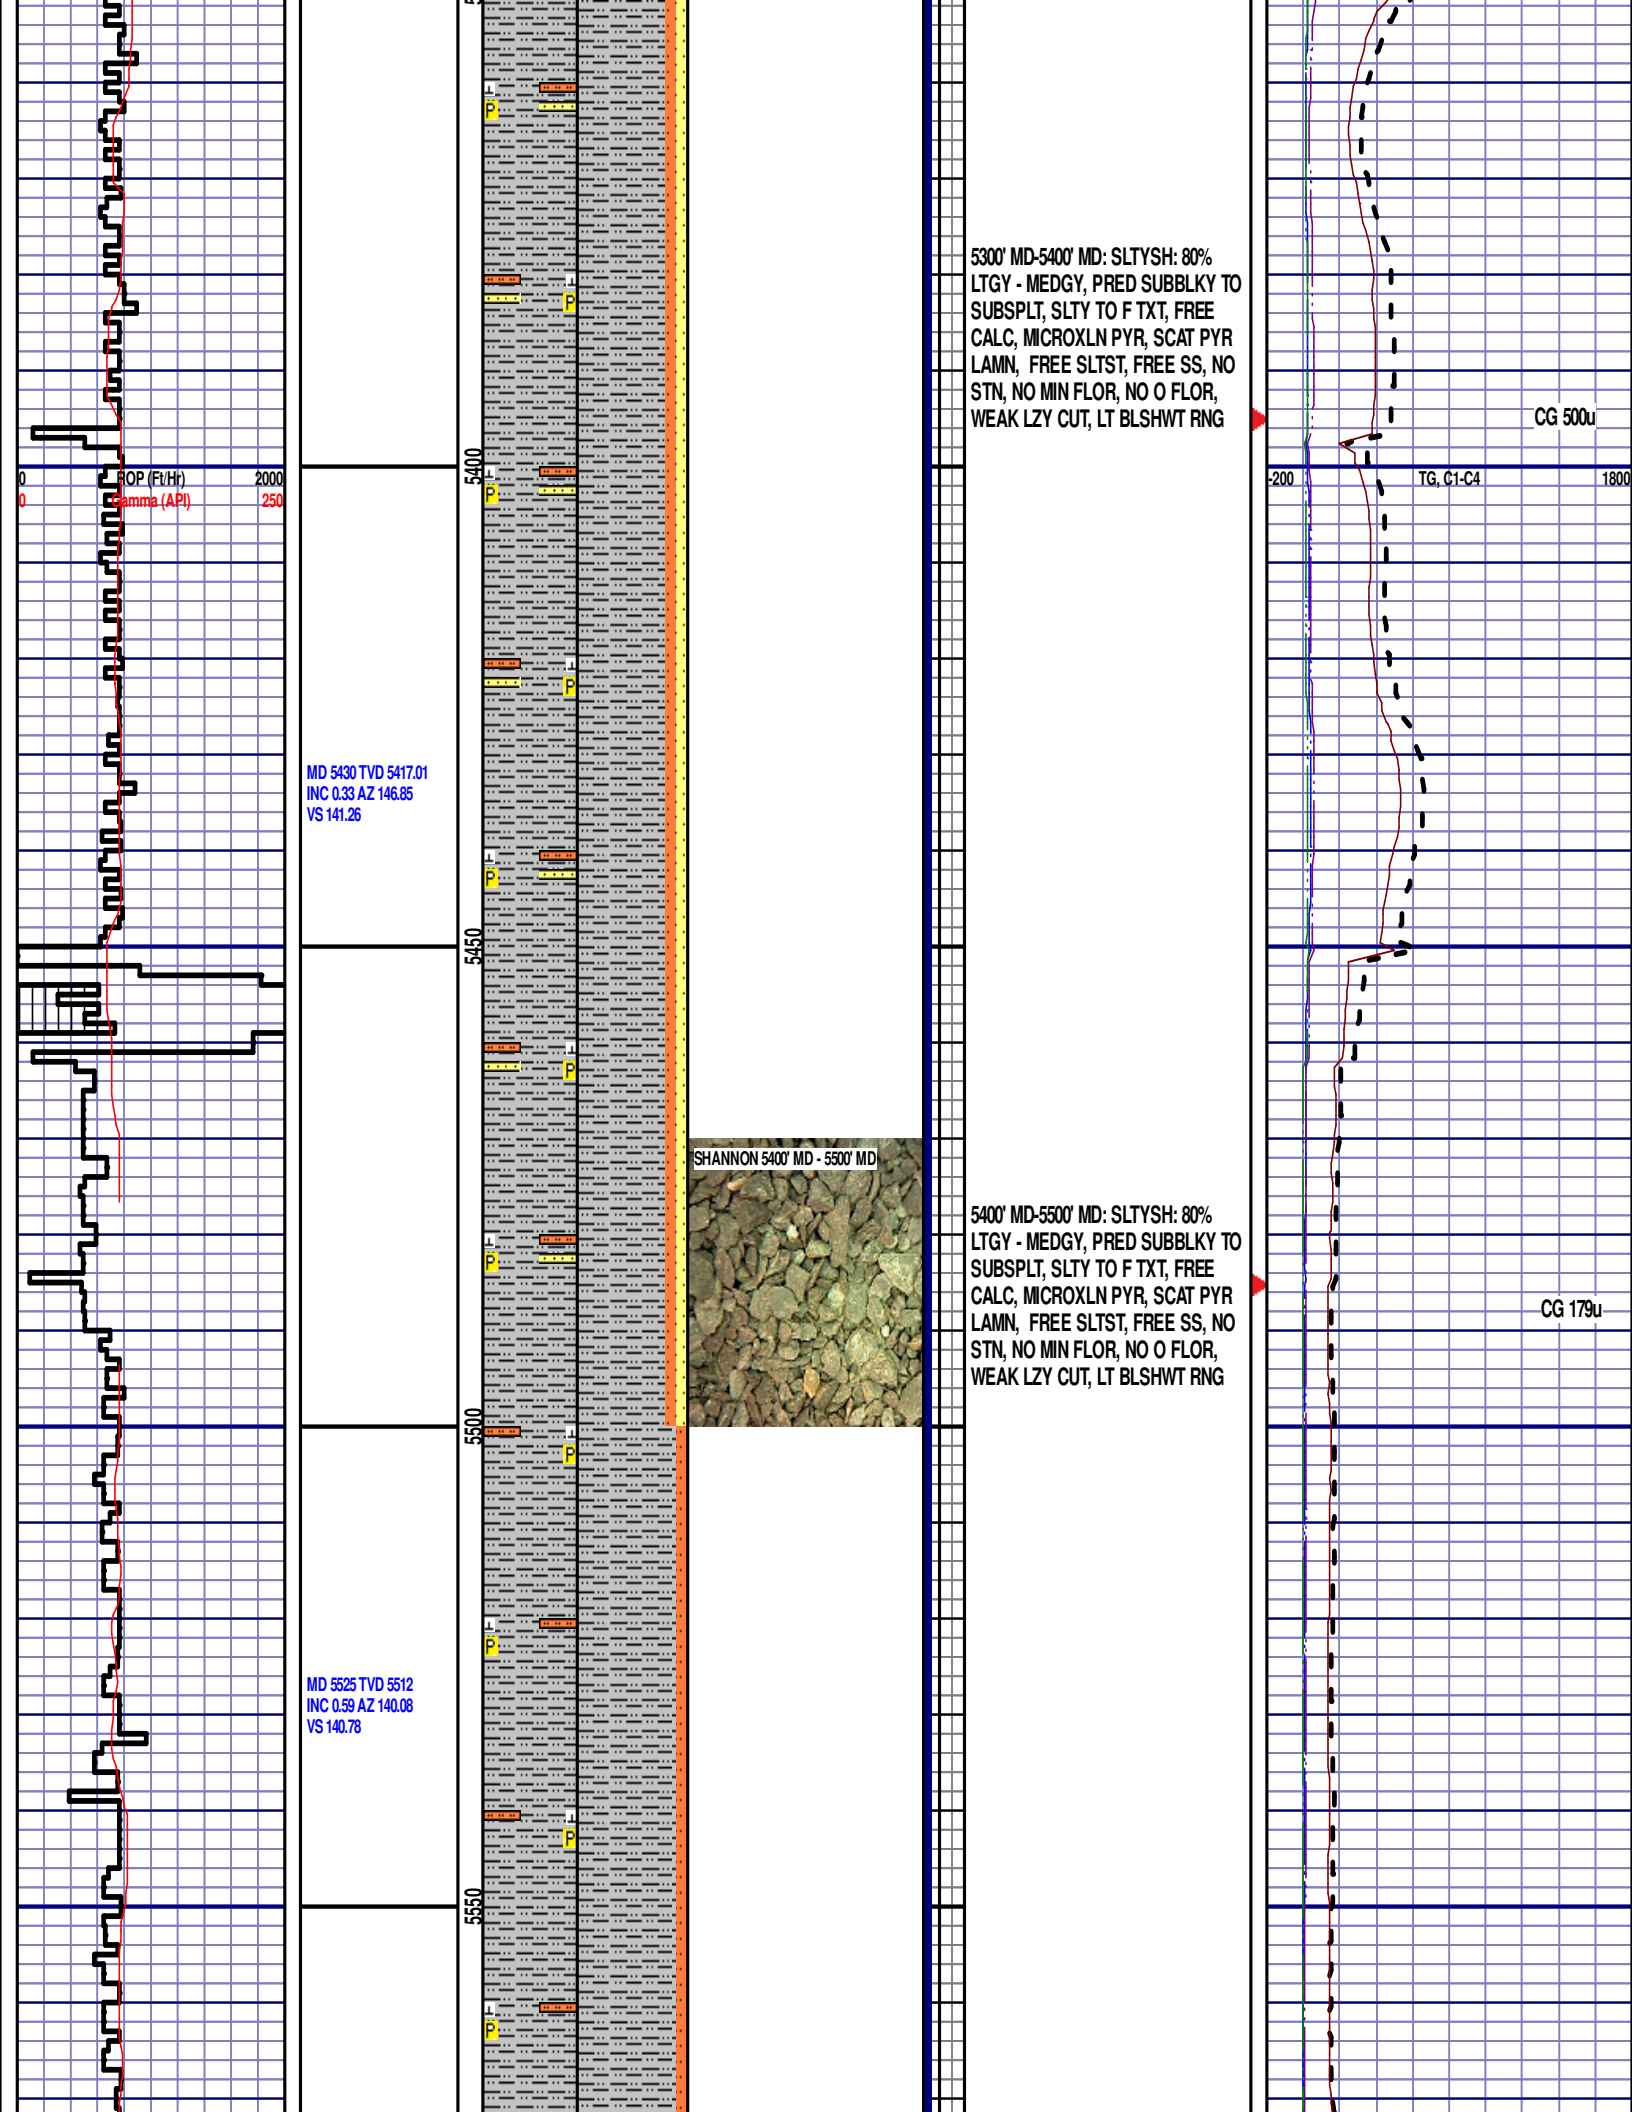 5300' MD-5400' MD: SLTYSH: 80%
LTGY - MEDGY, PRED SUBBLKY TO
SUBSPLT, SLTY TO F TXT, FREE
CALC, MICROXLN PYR, SCAT PYR
LAMN, FREE SLTST, FREE SS, NO
STN, NO MIN FLOR, NO O FLOR,
WEAK LZY CUT, LT BLSHWT RNG
CG 500u
5400
0 ROP (Ft/Hr) 2000
0 Gamma (API) 250
-200 TG, C1-C4 1800
MD 5430 TVD 5417.01
INC 0.33 AZ 146.85
VS 141.26
5450
SHANNON 5400' MD - 5500' MD
5400' MD-5500' MD: SLTYSH: 80%
LTGY - MEDGY, PRED SUBBLKY TO
SUBSPLT, SLTY TO F TXT, FREE
CALC, MICROXLN PYR, SCAT PYR
LAMN, FREE SLTST, FREE SS, NO
STN, NO MIN FLOR, NO O FLOR,
WEAK LZY CUT, LT BLSHWT RNG
CG 179u
5500
MD 5525 TVD 5512
INC 0.59 AZ 140.08
VS 140.78
5550
P
P
P
P
P
P
P
P
P
P
P